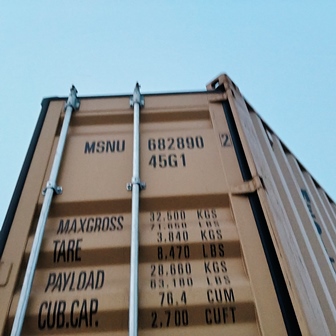 MSNU 682890 2
45G1
MAXGROSS 32.500 KGS
71.650 LBS
TARE 3.840 KGS
8.470 LBS
PAYLOAD 28.660 KGS
63.180 LBS
CUB.CAP. 76.4 CUM
2.700 CUFT